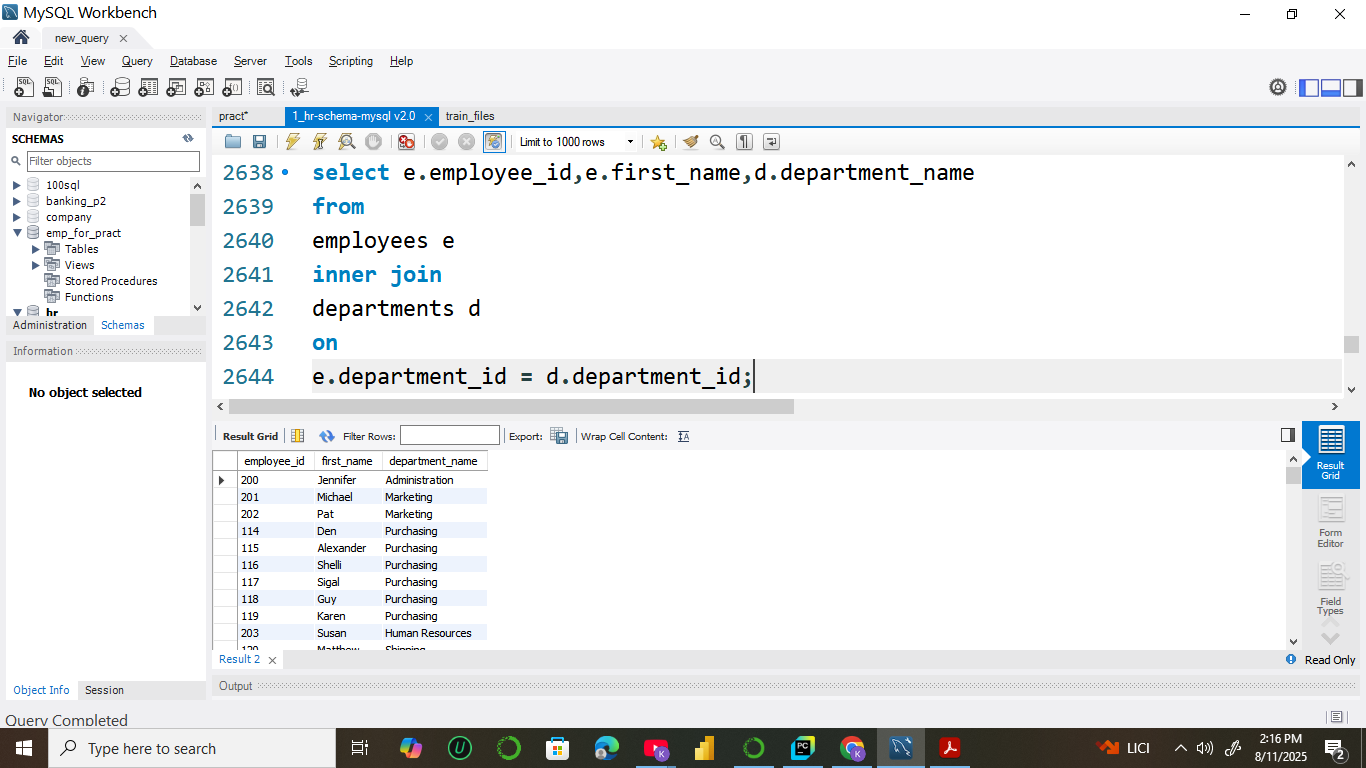 MySQL Workbench
new_query
File Edit View Query Database Server Tools Scripting Help
Navigator
pract* 1_hr-schema-mysql v2.0 train_files
SCHEMAS
Limit to 1000 rows
Filter objects
100sql
banking_p2
company
emp_for_pract
Tables
Views
Stored Procedures
Functions
hr
Administration Schemas
Information
No object selected
2638 select e.employee_id,e.first_name,d.department_name
2639 from
2640 employees e
2641 inner join
2642 departments d
2643 on
2644 e.department_id = d.department_id;
Result Grid Filter Rows: Export: Wrap Cell Content:
employee_id first_name department_name
200 Jennifer Administration
201 Michael Marketing
202 Pat Marketing
114 Den Purchasing
115 Alexander Purchasing
116 Shelli Purchasing
117 Sigal Purchasing
118 Guy Purchasing
119 Karen Purchasing
203 Susan Human Resources
120 Matthew Shipping
Result Grid
Form Editor
Field Types
Result 2
Read Only
Output
Object Info Session
Query Completed
Type here to search
LICI
2:16 PM
8/11/2025
2